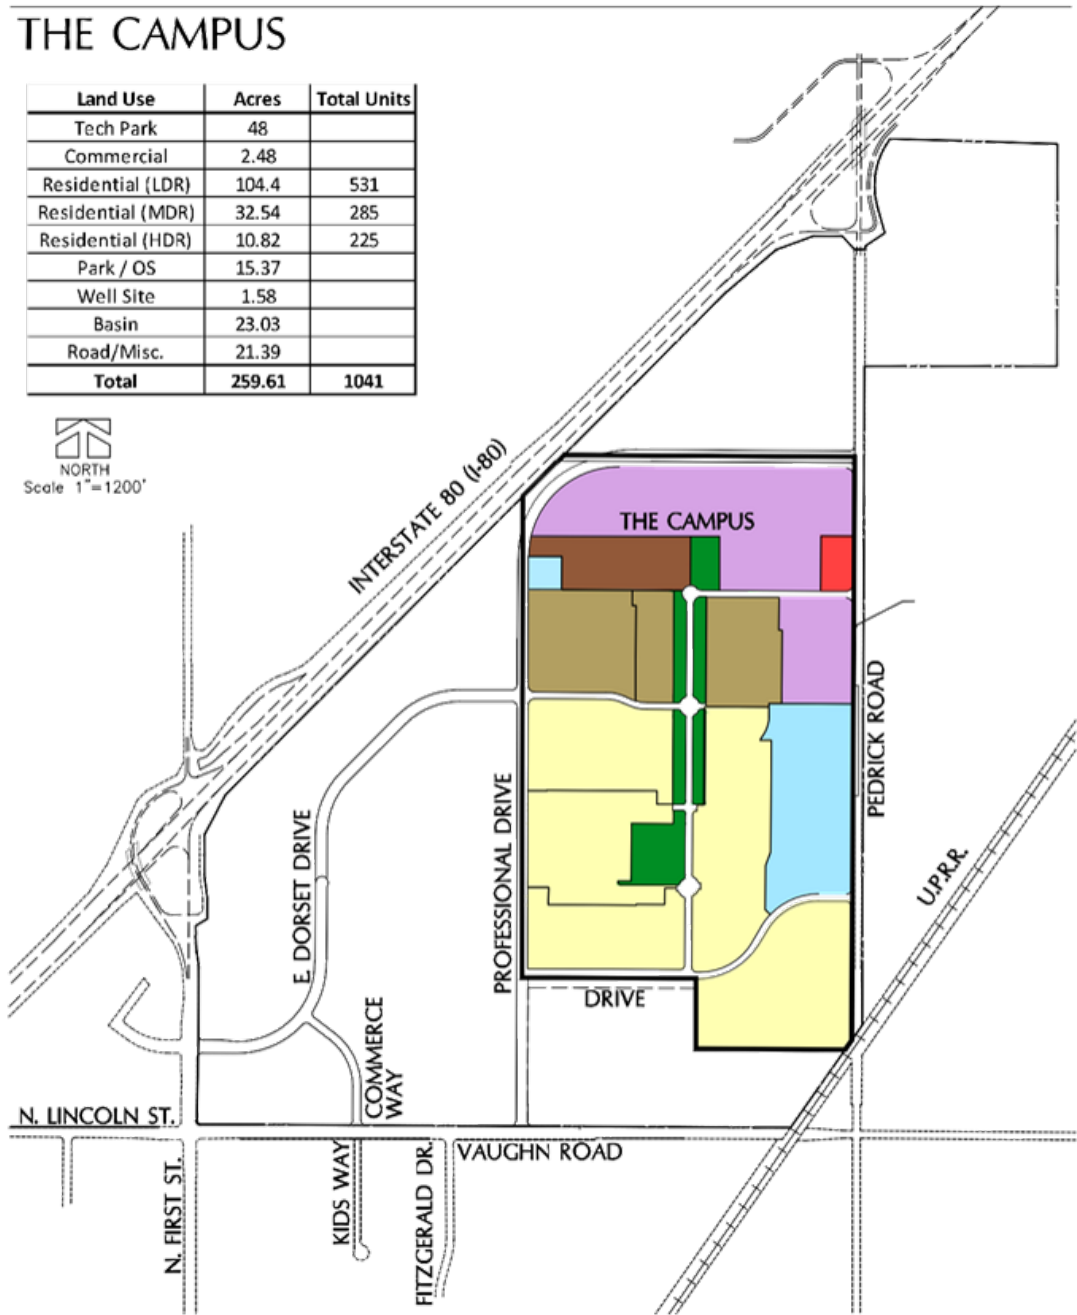 THE CAMPUS
Land Use Acres Total Units
Tech Park 48
Commercial 2.48
Residential (LDR) 104.4 531
Residential (MDR) 32.54 285
Residential (HDR) 10.82 225
Park / OS 15.37
Well Site 1.58
Basin 23.03
Road/Misc. 21.39
Total 259.61 1041
NORTH
Scale 1"=1200'
INTERSTATE 80 (I-80)
THE CAMPUS
PEDRICK ROAD
PROFESSIONAL DRIVE
E. DORSET DRIVE
U.P.R.R.
DRIVE
COMMERCE
WAY
N. LINCOLN ST.
VAUGHN ROAD
N. FIRST ST.
KIDS WAY
FITZGERALD DR.